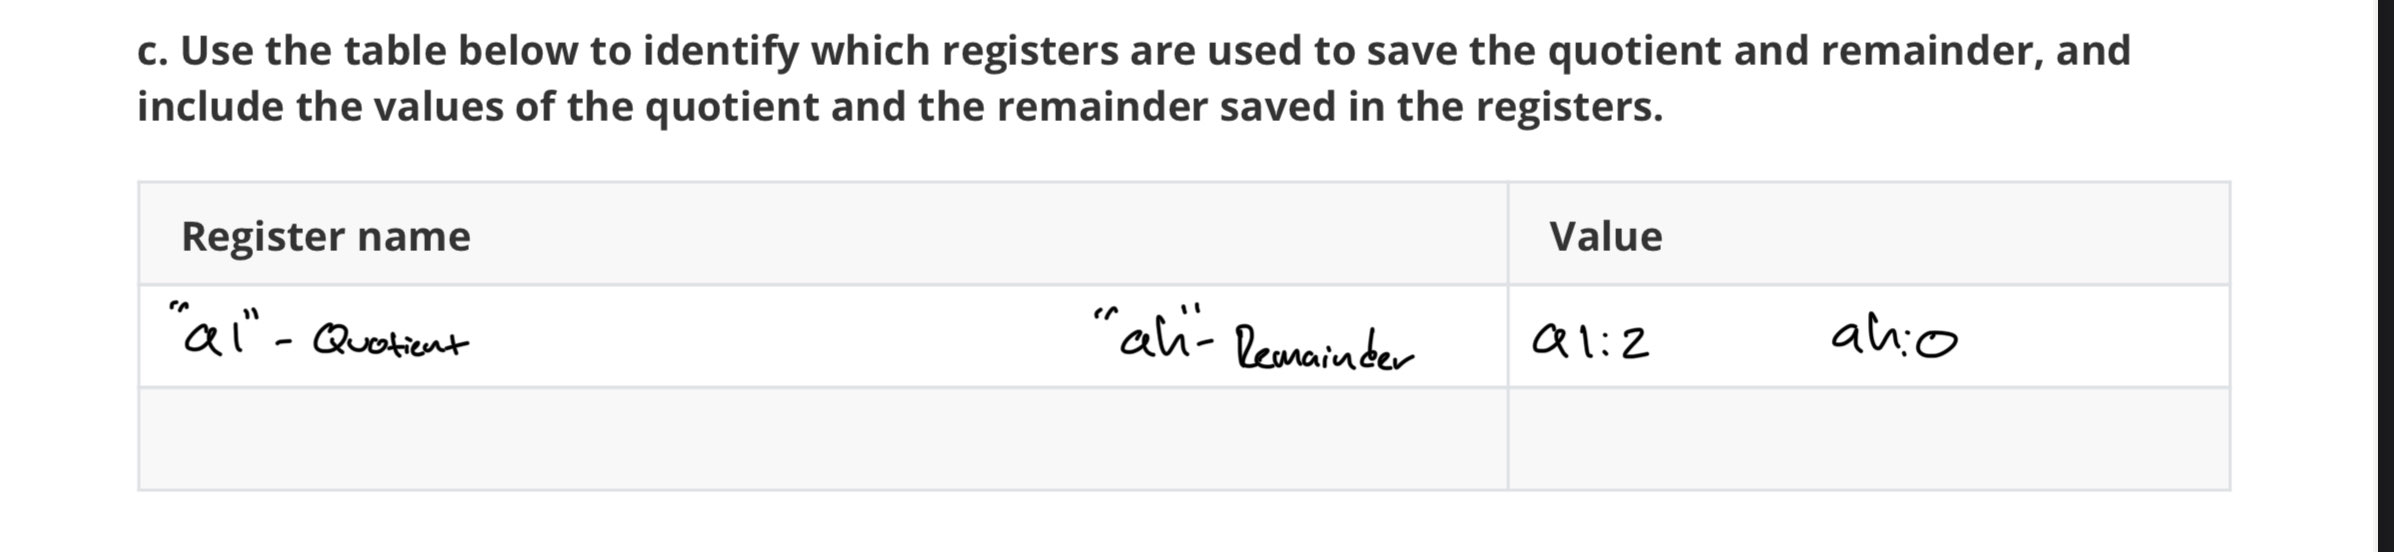 c. Use the table below to identify which registers are used to save the quotient and remainder, and
include the values of the quotient and the remainder saved in the registers.
Register name Value
"al" - Quotient "ah" - Remainder al:2 ah:0